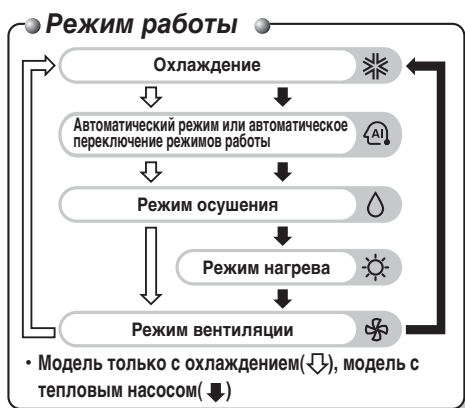 Режим работы
Охлаждение
Автоматический режим или автоматическое
переключение режимов работы
AI
Режим осушения
Режим нагрева
Режим вентиляции
• Модель только с охлаждением(⇩), модель с
тепловым насосом(⬇)